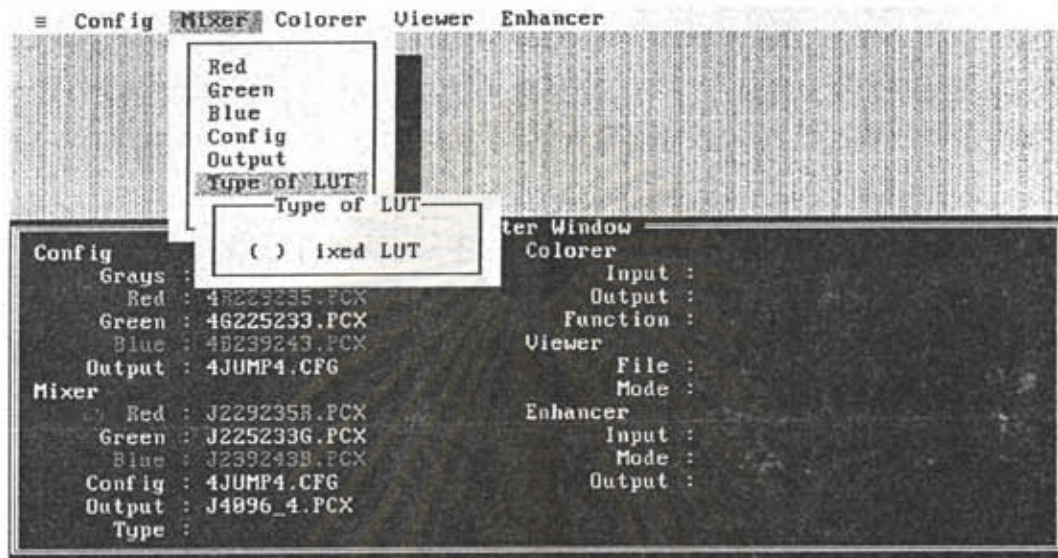 ≡ Config Mixer Colorer Viewer Enhancer
Red
Green
Blue
Config
Output
Type of LUT
Type of LUT
( ) ixed LUT
ter Window
Config
Grays :
Red : 4R229235.PCX
Green : 4G225233.PCX
Blue : 4B239243.PCX
Output : 4JUMP4.CFG
Mixer
Red : J229235R.PCX
Green : J225233G.PCX
Blue : J239243B.PCX
Config : 4JUMP4.CFG
Output : J4096_4.PCX
Type :
Colorer
Input :
Output :
Function :
Viewer
File :
Mode :
Enhancer
Input :
Mode :
Output :